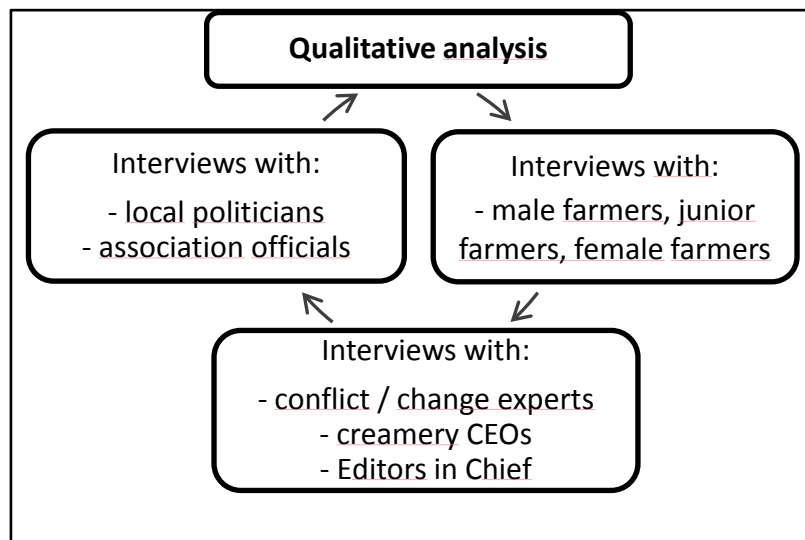 Qualitative analysis
Interviews with:
- local politicians
- association officials
Interviews with:
- male farmers, junior
farmers, female farmers
Interviews with:
- conflict / change experts
- creamery CEOs
- Editors in Chief